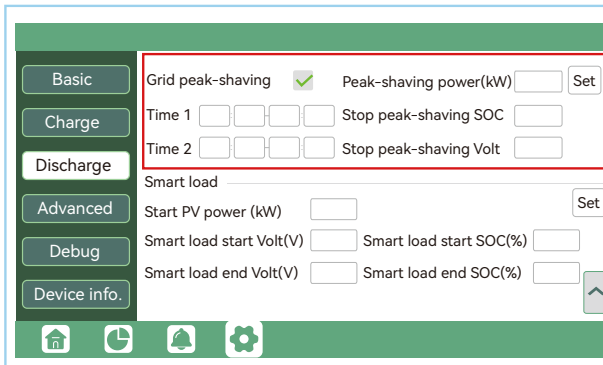 Basic
Charge
Discharge
Advanced
Debug
Device info.
Grid peak-shaving Peak-shaving power(kW) Set
Time 1 Stop peak-shaving SOC
Time 2 Stop peak-shaving Volt
Smart load
Start PV power (kW) Set
Smart load start Volt(V) Smart load start SOC(%)
Smart load end Volt(V) Smart load end SOC(%)